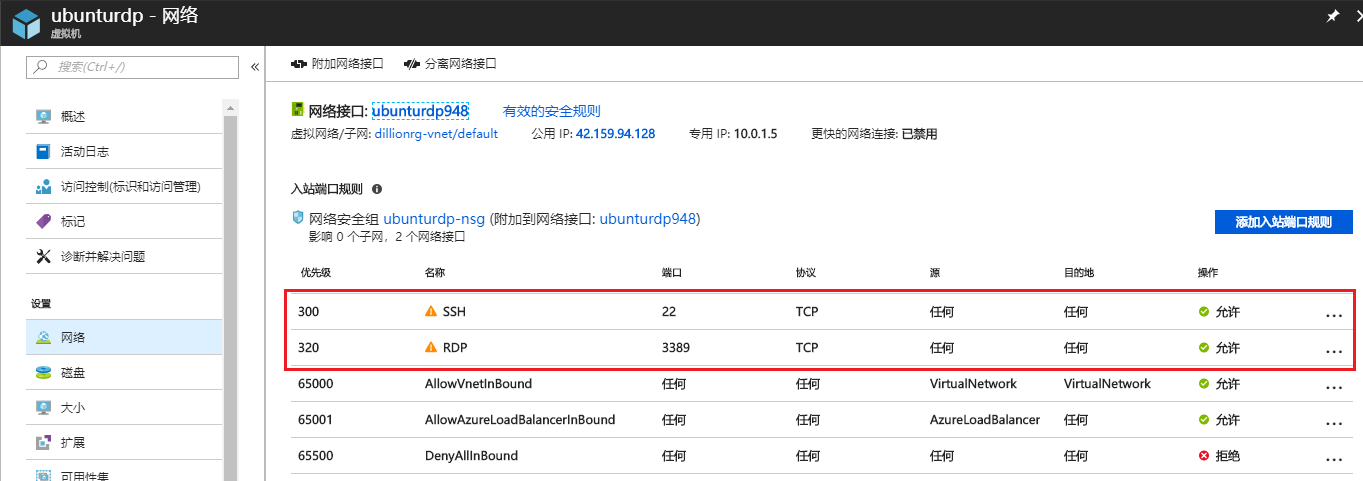 ubunturdp - 网络
虚拟机
搜索(Ctrl+/)
«
概述
活动日志
访问控制(标识和访问管理)
标记
诊断并解决问题
设置
网络
磁盘
大小
扩展
可用性集
附加网络接口 分离网络接口
网络接口: ubunturdp948 有效的安全规则
虚拟网络/子网: dillionrg-vnet/default 公用 IP: 42.159.94.128 专用 IP: 10.0.1.5 更快的网络连接: 已禁用
入站端口规则
网络安全组 ubunturdp-nsg (附加到网络接口: ubunturdp948)
影响 0 个子网，2 个网络接口
添加入站端口规则
优先级 名称 端口 协议 源 目的地 操作
300 SSH 22 TCP 任何 任何 允许 ...
320 RDP 3389 TCP 任何 任何 允许 ...
65000 AllowVnetInBound 任何 任何 VirtualNetwork VirtualNetwork 允许 ...
65001 AllowAzureLoadBalancerInBound 任何 任何 AzureLoadBalancer 任何 允许 ...
65500 DenyAllInBound 任何 任何 任何 任何 拒绝 ...